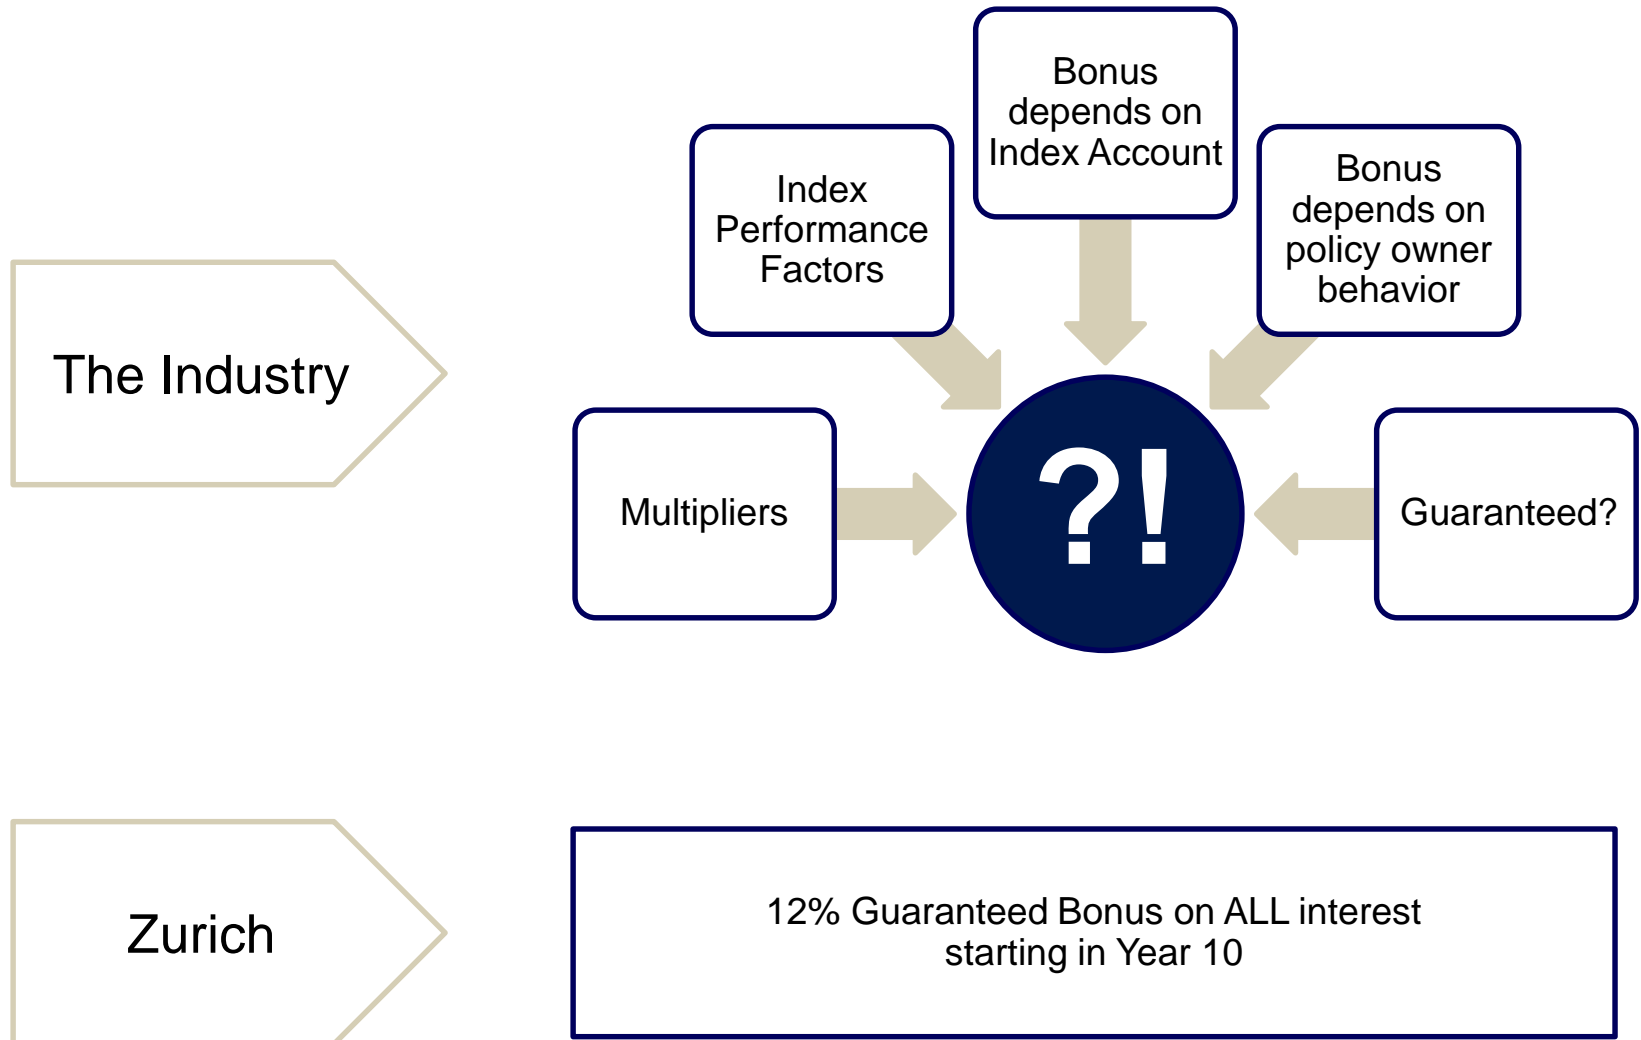 The Industry
Multipliers
Index
Performance
Factors
Bonus
depends on
Index Account
Bonus
depends on
policy owner
behavior
Guaranteed?
?!
Zurich
12% Guaranteed Bonus on ALL interest
starting in Year 10